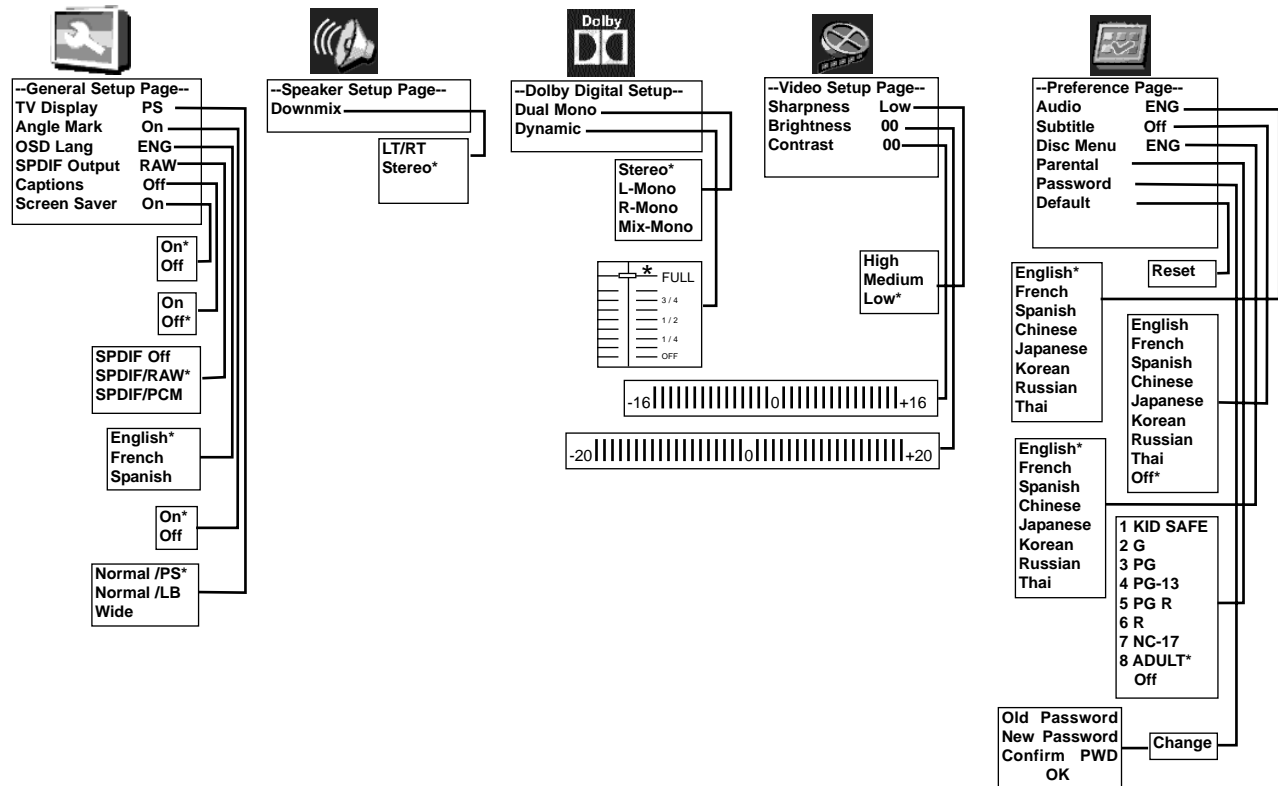 --General Setup Page--
TV Display PS
Angle Mark On
OSD Lang ENG
SPDIF Output RAW
Captions Off
Screen Saver On
On*
Off
On
Off*
SPDIF Off
SPDIF/RAW*
SPDIF/PCM
English*
French
Spanish
On*
Off
Normal /PS*
Normal /LB
Wide
--Speaker Setup Page--
Downmix
LT/RT
Stereo*
Dolby
--Dolby Digital Setup--
Dual Mono
Dynamic
Stereo*
L-Mono
R-Mono
Mix-Mono
* FULL
3 / 4
1 / 2
1 / 4
OFF
--Video Setup Page--
Sharpness Low
Brightness 00
Contrast 00
High
Medium
Low*
-16 0 +16
-20 0 +20
--Preference Page--
Audio ENG
Subtitle Off
Disc Menu ENG
Parental
Password
Default
Reset
English*
French
Spanish
Chinese
Japanese
Korean
Russian
Thai
English
French
Spanish
Chinese
Japanese
Korean
Russian
Thai
Off*
English*
French
Spanish
Chinese
Japanese
Korean
Russian
Thai
1 KID SAFE
2 G
3 PG
4 PG-13
5 PG R
6 R
7 NC-17
8 ADULT*
Off
Old Password
New Password
Confirm PWD
OK
Change